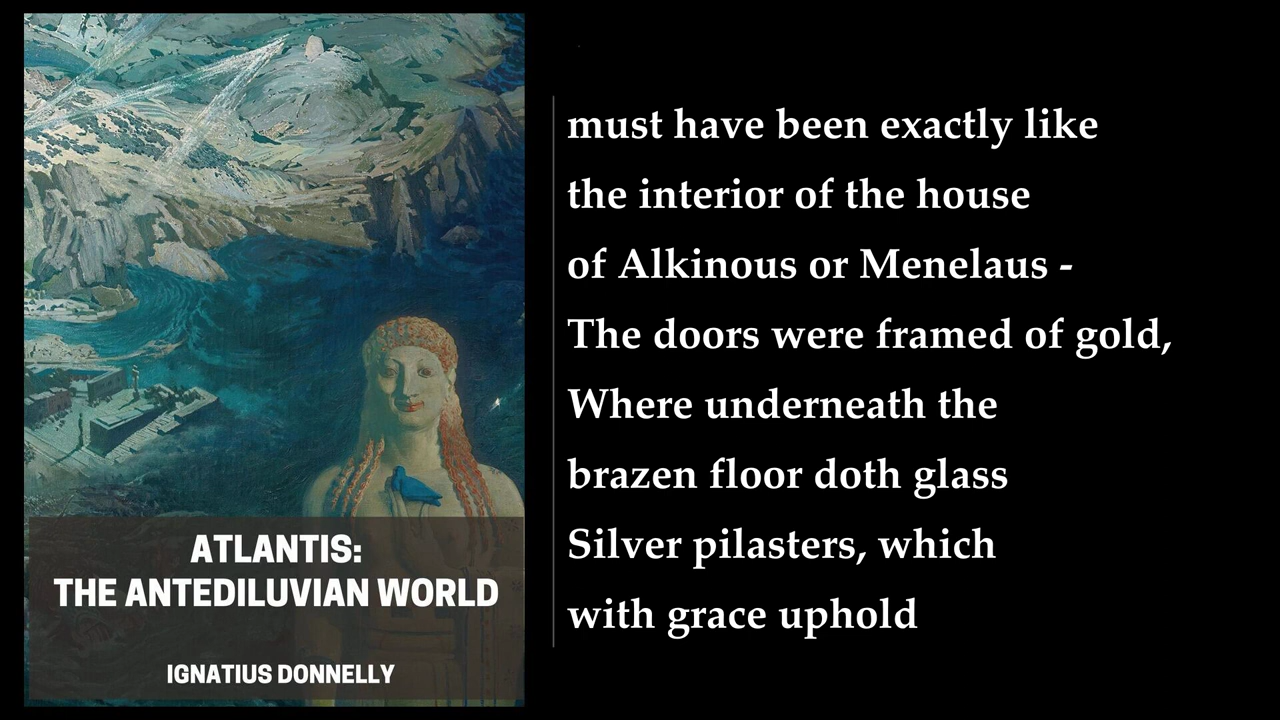 must have been exactly like
the interior of the house
of Alkinous or Menelaus -
The doors were framed of gold,
Where underneath the
brazen floor doth glass
Silver pilasters, which
with grace uphold
ATLANTIS:
THE ANTEDILUVIAN WORLD
IGNATIUS DONNELLY